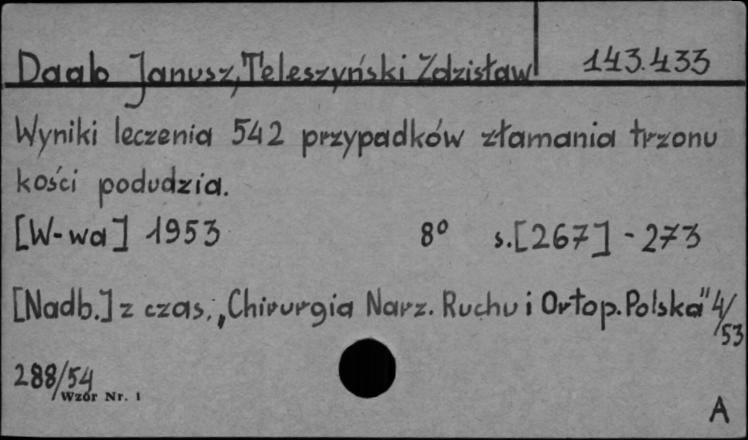 Daab Janusz, Teleszyński Zdzisław 143.433
Wyniki leczenia 542 przypadków złamania trzonu
kości podudzia.
[W-wa] 1953 8° s.[267] - 273
[Nadb.] z czas. „Chirurgia Narz. Ruchu i Ortop. Polska" 4/53
288/54
Wzór Nr. 1
A